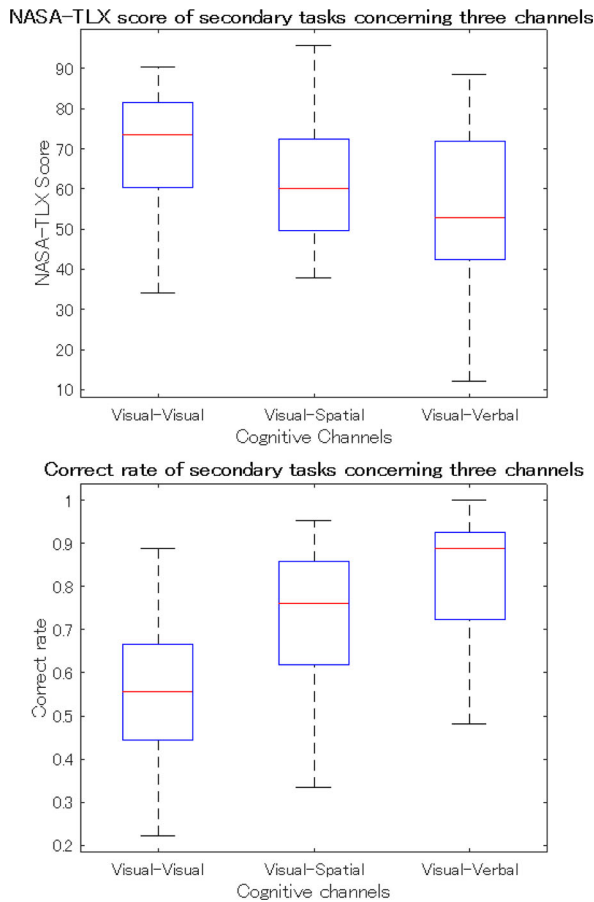 NASA-TLX score of secondary tasks concerning three channels
90
80
70
60
50
40
30
20
10
NASA-TLX Score
Visual-Visual Visual-Spatial Visual-Verbal
Cognitive Channels
Correct rate of secondary tasks concerning three channels
1
0.9
0.8
0.7
0.6
0.5
0.4
0.3
0.2
Correct rate
Visual-Visual Visual-Spatial Visual-Verbal
Cognitive channels